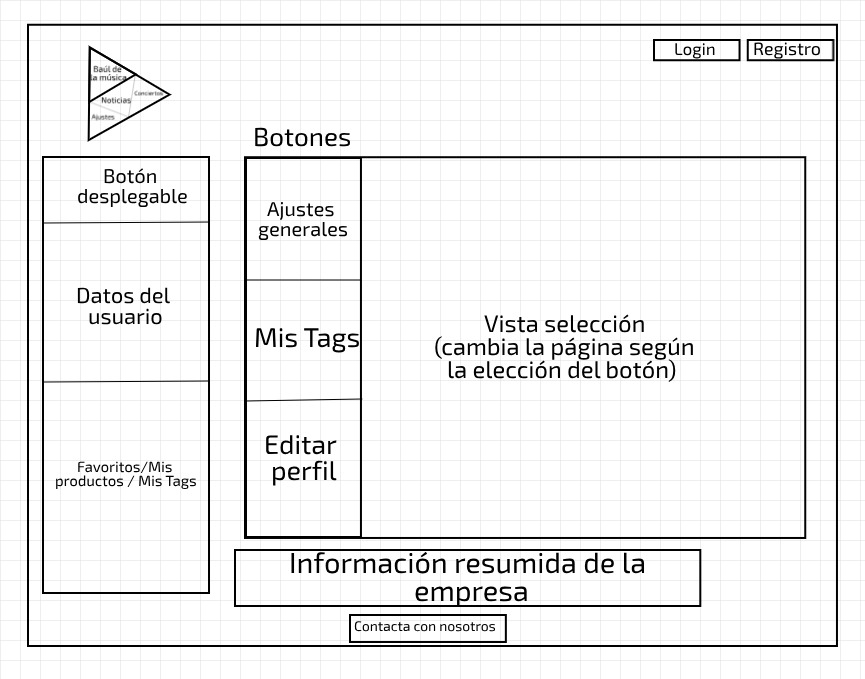 Login
Registro
Baúl de
la música
Conciertos
Noticias
Ajustes
Botones
Botón
desplegable
Datos del
usuario
Favoritos/Mis
productos / Mis Tags
Ajustes
generales
Mis Tags
Editar
perfil
Vista selección
(cambia la página según
la elección del botón)
Información resumida de la
empresa
Contacta con nosotros